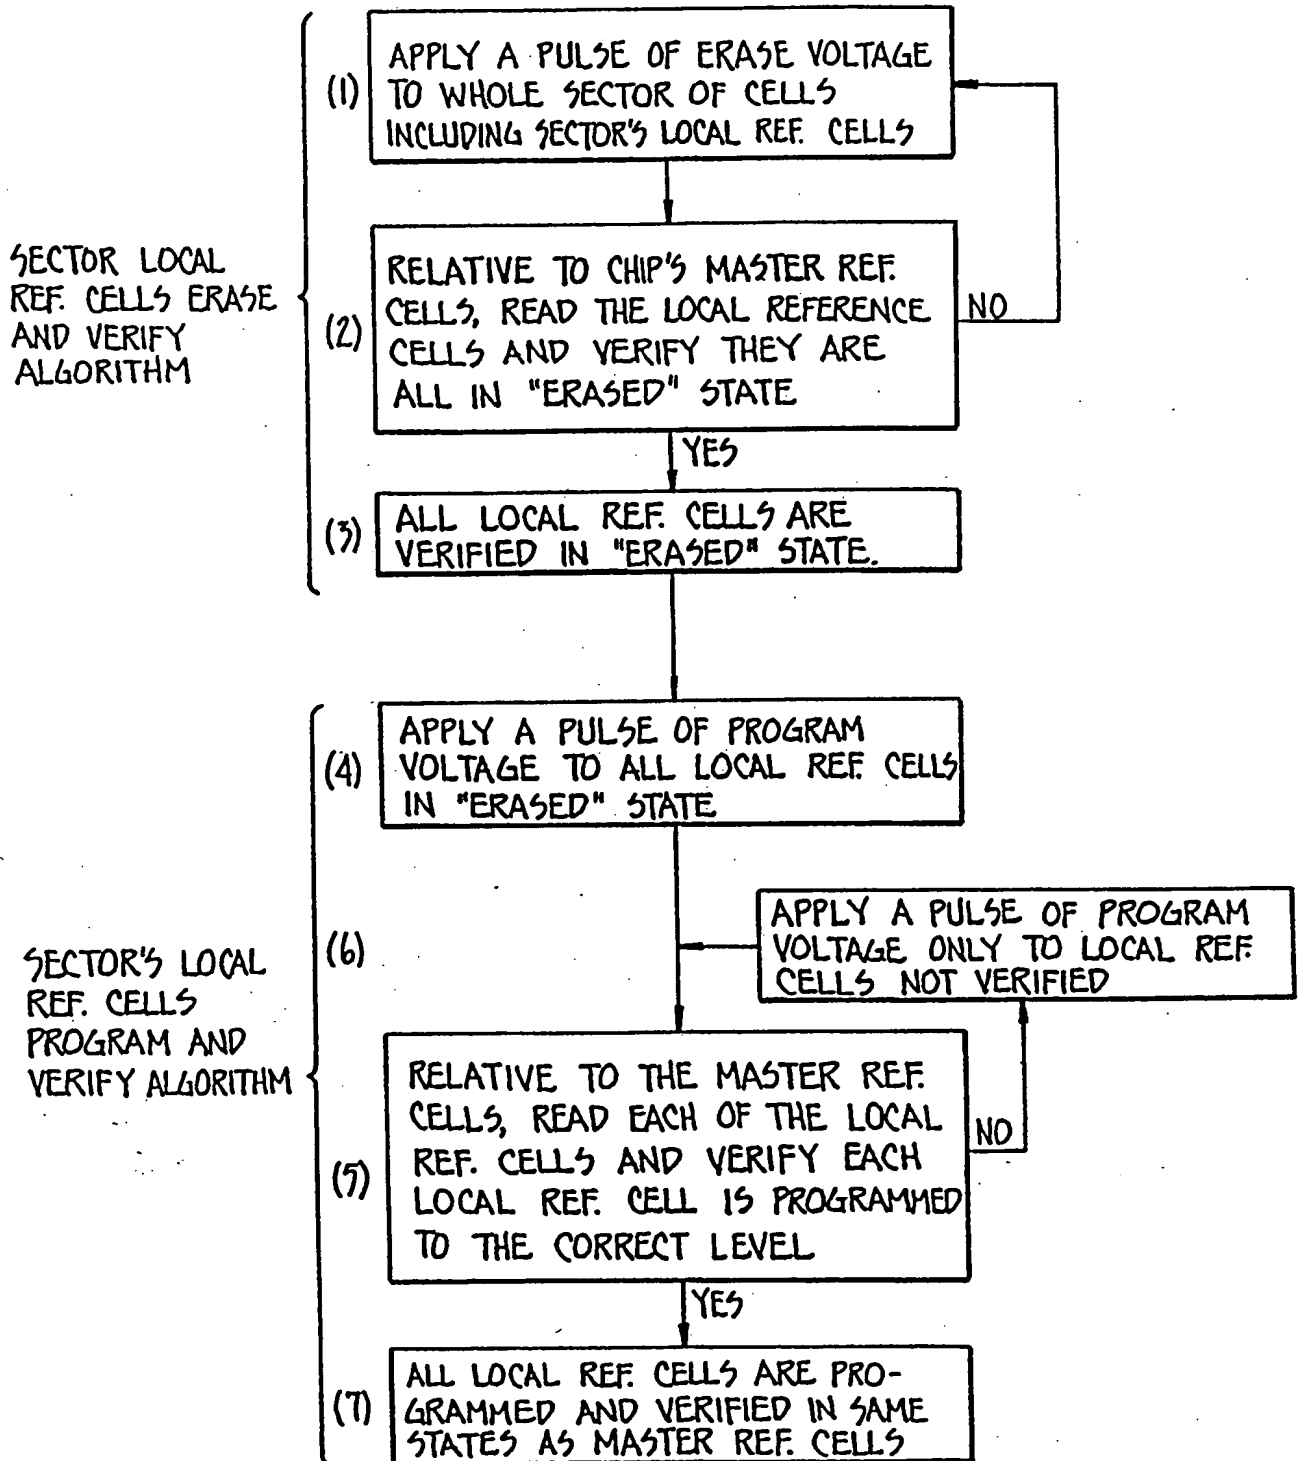 (1)
APPLY A PULSE OF ERASE VOLTAGE
TO WHOLE SECTOR OF CELLS
INCLUDING SECTOR'S LOCAL REF. CELLS
SECTOR LOCAL
REF. CELLS ERASE
AND VERIFY
ALGORITHM
(2)
RELATIVE TO CHIP'S MASTER REF.
CELLS, READ THE LOCAL REFERENCE
CELLS AND VERIFY THEY ARE
ALL IN "ERASED" STATE
NO
YES
(3)
ALL LOCAL REF. CELLS ARE
VERIFIED IN "ERASED" STATE.
(4)
APPLY A PULSE OF PROGRAM
VOLTAGE TO ALL LOCAL REF. CELLS
IN "ERASED" STATE
(6)
APPLY A PULSE OF PROGRAM
VOLTAGE ONLY TO LOCAL REF.
CELLS NOT VERIFIED
SECTOR'S LOCAL
REF. CELLS
PROGRAM AND
VERIFY ALGORITHM
(5)
RELATIVE TO THE MASTER REF.
CELLS, READ EACH OF THE LOCAL
REF. CELLS AND VERIFY EACH
LOCAL REF. CELL IS PROGRAMMED
TO THE CORRECT LEVEL
NO
YES
(7)
ALL LOCAL REF. CELLS ARE PRO-
GRAMMED AND VERIFIED IN SAME
STATES AS MASTER REF. CELLS